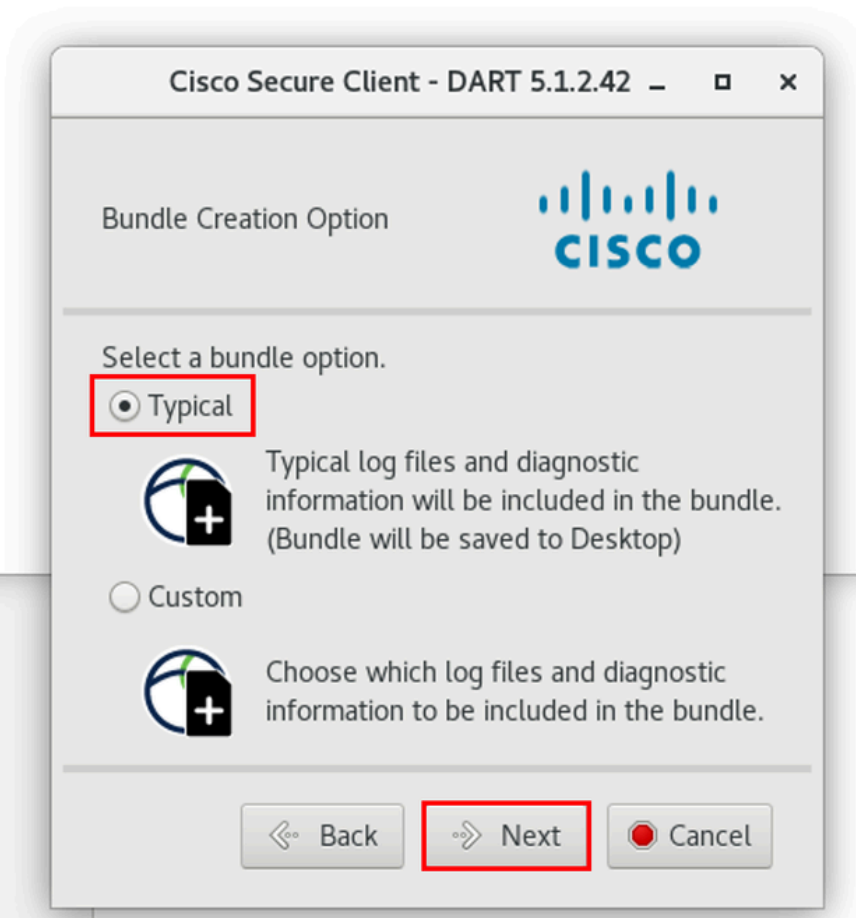 Cisco Secure Client - DART 5.1.2.42
Bundle Creation Option
CISCO
Select a bundle option.
Typical
Typical log files and diagnostic
information will be included in the bundle.
(Bundle will be saved to Desktop)
Custom
Choose which log files and diagnostic
information to be included in the bundle.
Back Next Cancel